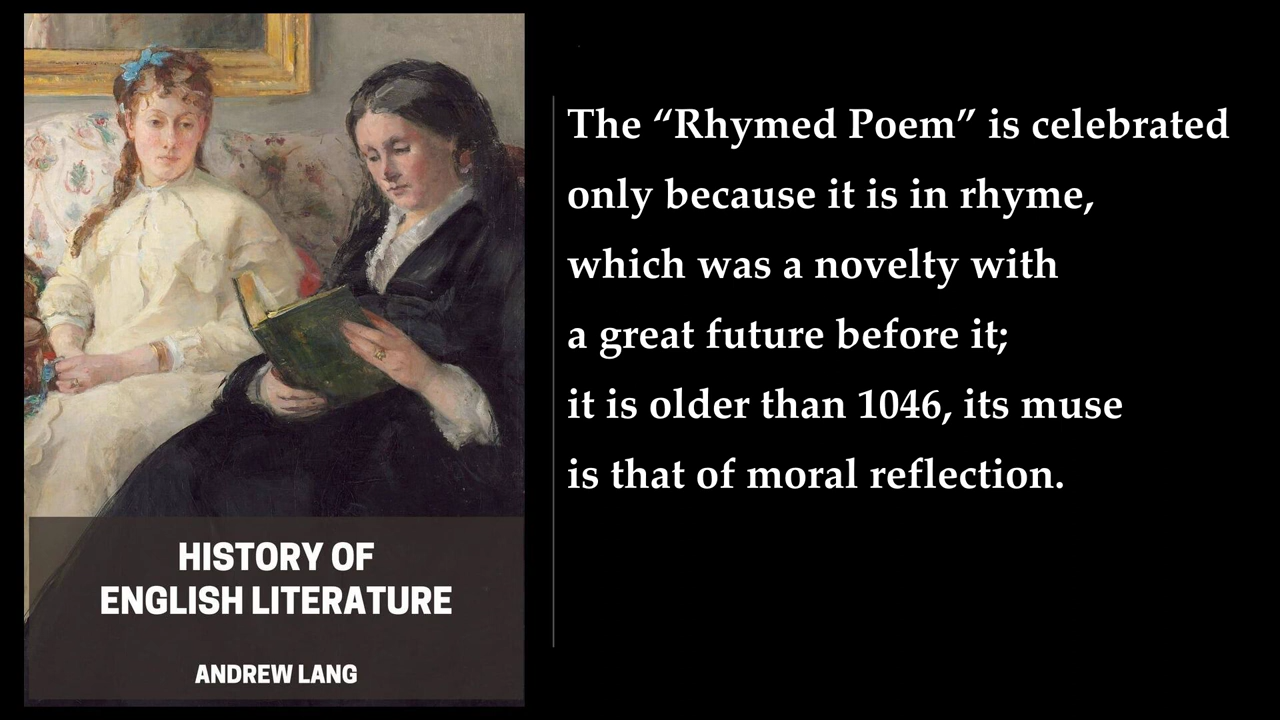 The “Rhymed Poem” is celebrated
only because it is in rhyme,
which was a novelty with
a great future before it;
it is older than 1046, its muse
is that of moral reflection.
HISTORY OF
ENGLISH LITERATURE
ANDREW LANG